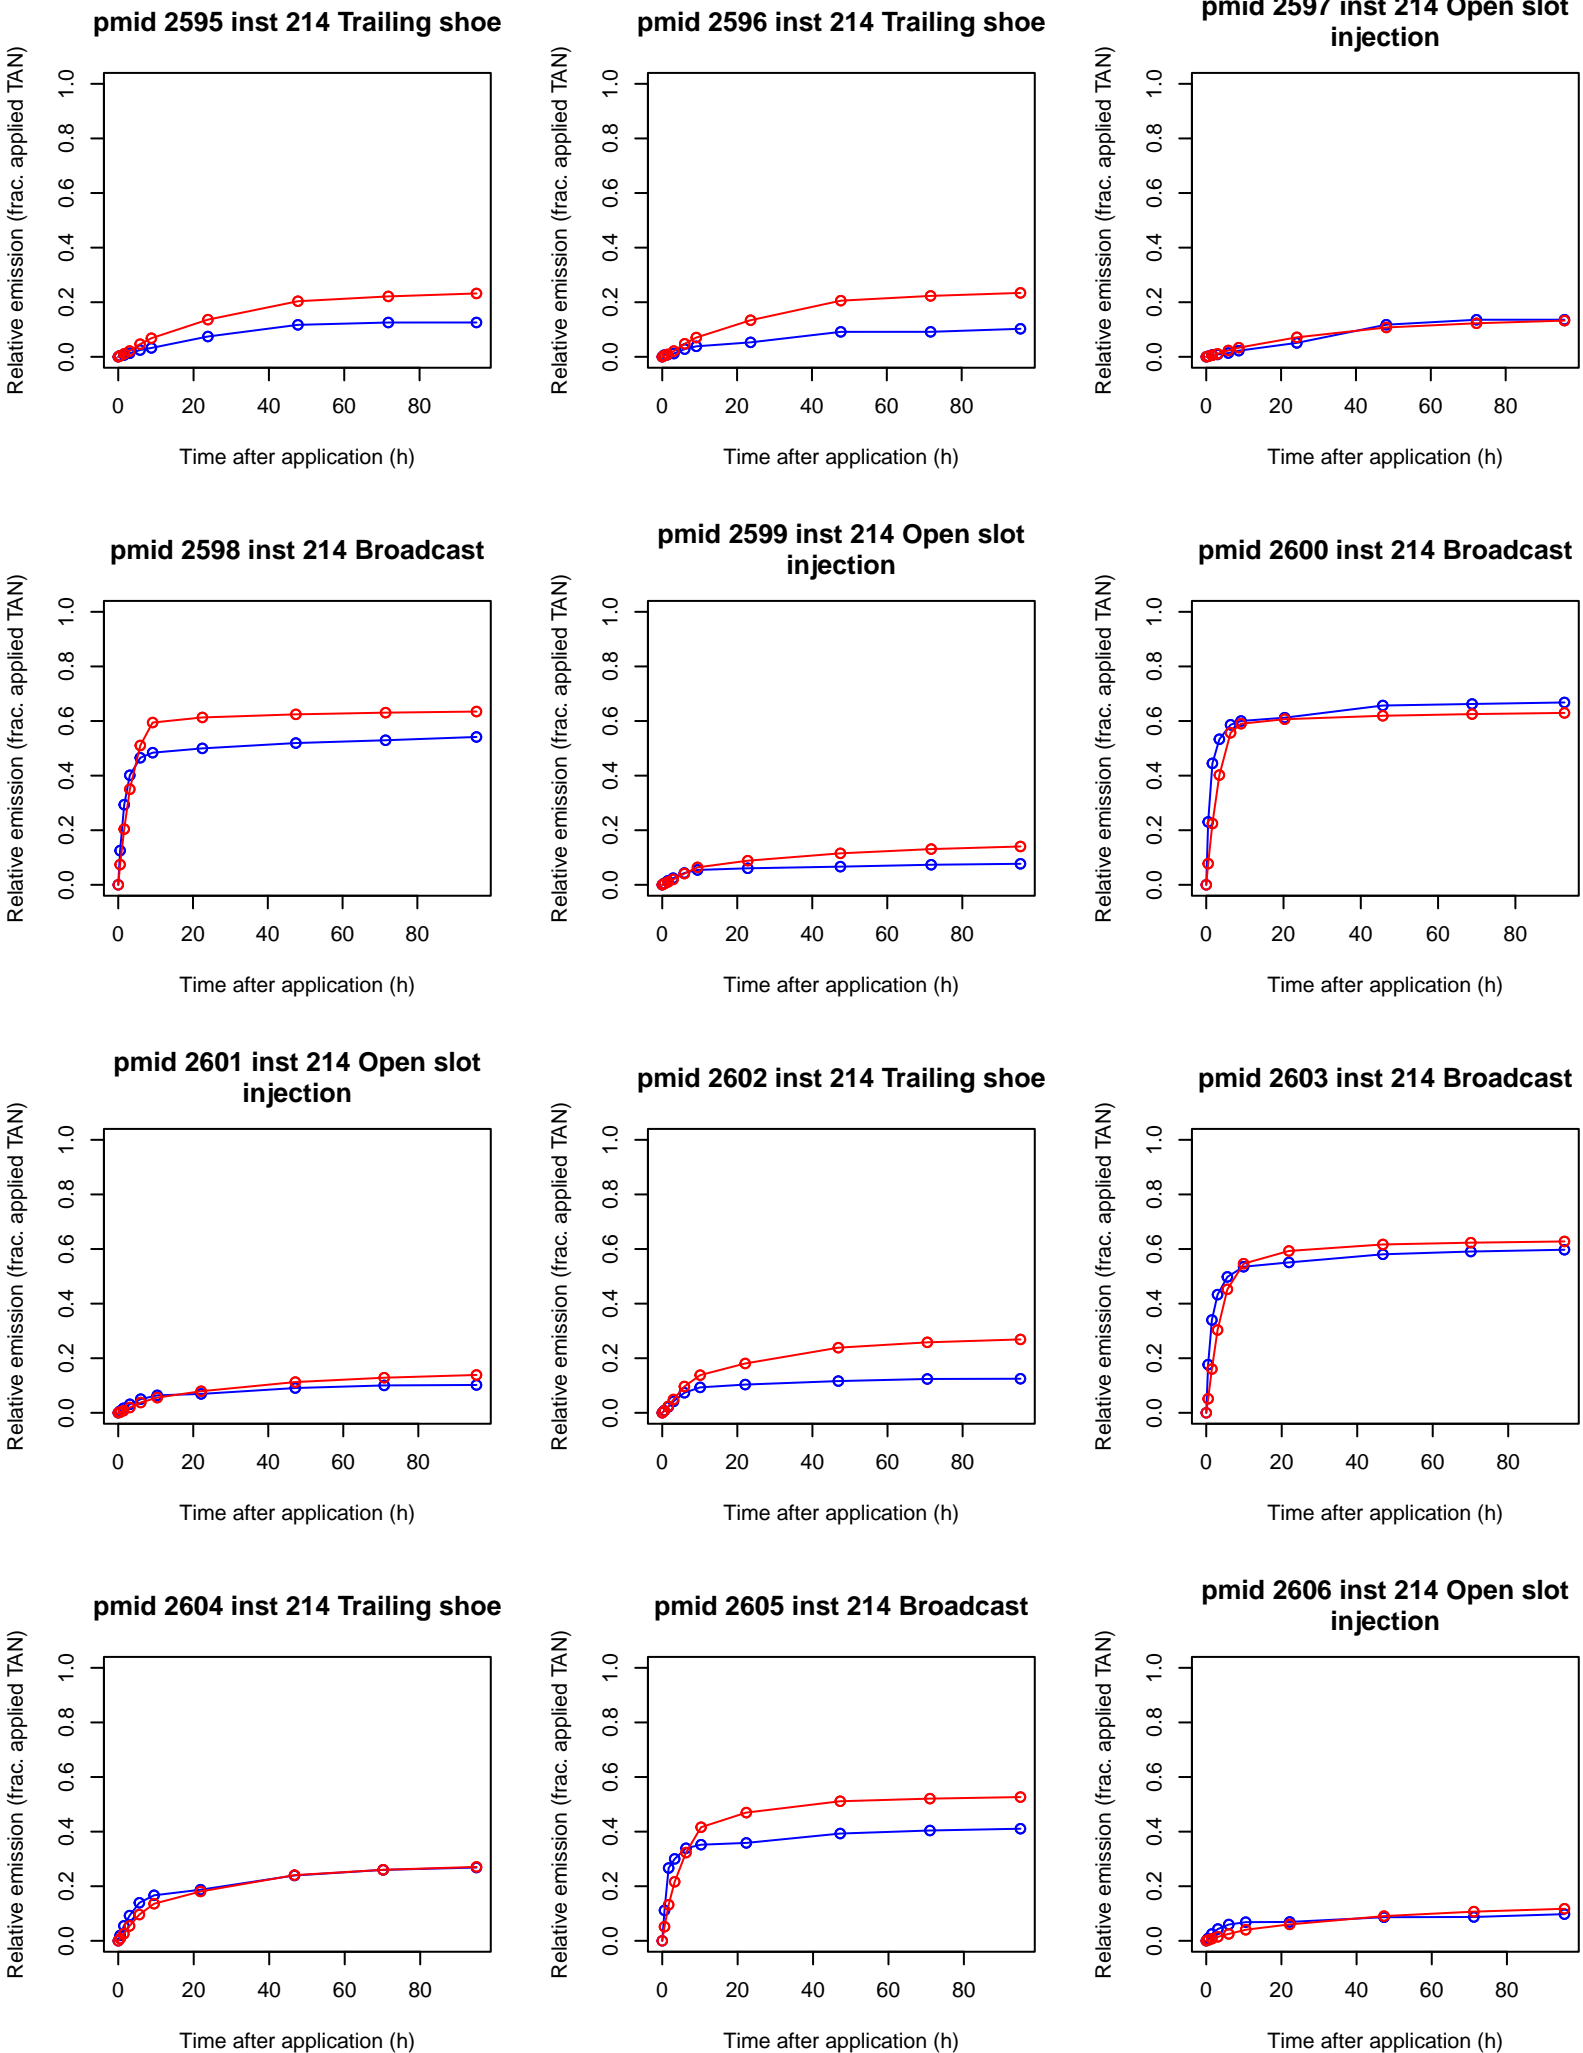 pmid 2595 inst 214 Trailing shoe
Relative emission (frac. applied TAN)
1.0
0.8
0.6
0.4
0.2
0.0
0 20 40 60 80
Time after application (h)
pmid 2596 inst 214 Trailing shoe
Relative emission (frac. applied TAN)
1.0
0.8
0.6
0.4
0.2
0.0
0 20 40 60 80
Time after application (h)
pmid 2597 inst 214 Open slot
injection
Relative emission (frac. applied TAN)
1.0
0.8
0.6
0.4
0.2
0.0
0 20 40 60 80
Time after application (h)
pmid 2598 inst 214 Broadcast
Relative emission (frac. applied TAN)
1.0
0.8
0.6
0.4
0.2
0.0
0 20 40 60 80
Time after application (h)
pmid 2599 inst 214 Open slot
injection
Relative emission (frac. applied TAN)
1.0
0.8
0.6
0.4
0.2
0.0
0 20 40 60 80
Time after application (h)
pmid 2600 inst 214 Broadcast
Relative emission (frac. applied TAN)
1.0
0.8
0.6
0.4
0.2
0.0
0 20 40 60 80
Time after application (h)
pmid 2601 inst 214 Open slot
injection
Relative emission (frac. applied TAN)
1.0
0.8
0.6
0.4
0.2
0.0
0 20 40 60 80
Time after application (h)
pmid 2602 inst 214 Trailing shoe
Relative emission (frac. applied TAN)
1.0
0.8
0.6
0.4
0.2
0.0
0 20 40 60 80
Time after application (h)
pmid 2603 inst 214 Broadcast
Relative emission (frac. applied TAN)
1.0
0.8
0.6
0.4
0.2
0.0
0 20 40 60 80
Time after application (h)
pmid 2604 inst 214 Trailing shoe
Relative emission (frac. applied TAN)
1.0
0.8
0.6
0.4
0.2
0.0
0 20 40 60 80
Time after application (h)
pmid 2605 inst 214 Broadcast
Relative emission (frac. applied TAN)
1.0
0.8
0.6
0.4
0.2
0.0
0 20 40 60 80
Time after application (h)
pmid 2606 inst 214 Open slot
injection
Relative emission (frac. applied TAN)
1.0
0.8
0.6
0.4
0.2
0.0
0 20 40 60 80
Time after application (h)